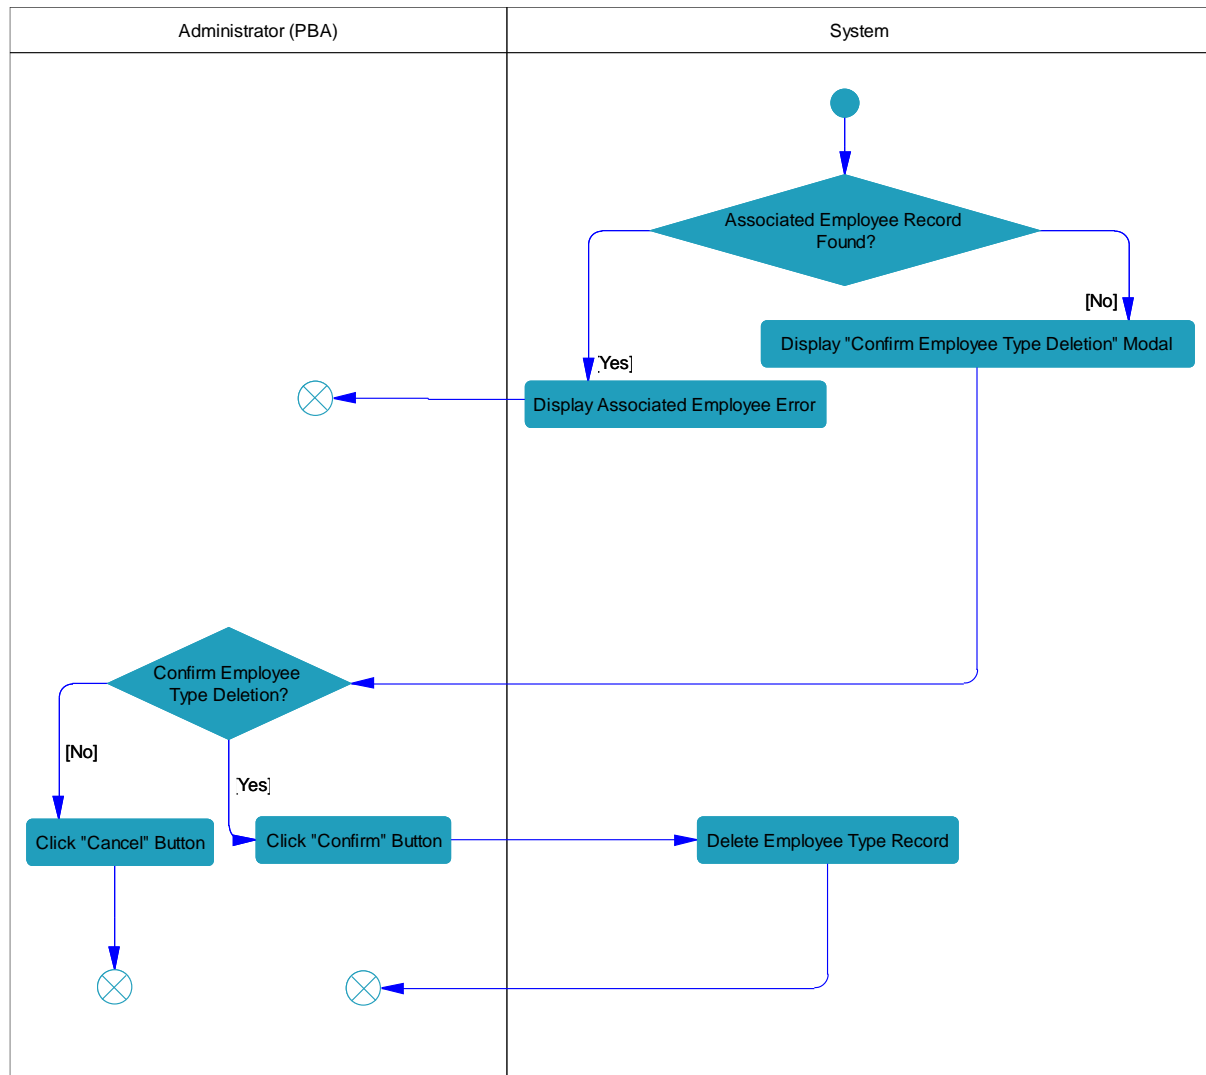 Administrator (PBA)
System
Associated Employee Record
Found?
[No]
Display "Confirm Employee Type Deletion" Modal
[Yes]
Display Associated Employee Error
Confirm Employee
Type Deletion?
[No]
[Yes]
Click "Cancel" Button
Click "Confirm" Button
Delete Employee Type Record